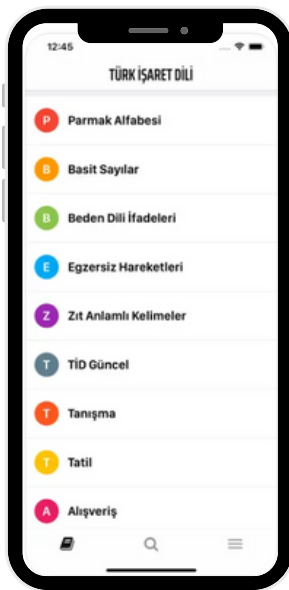 12:45
TÜRK İŞARET DİLİ
P Parmak Alfabesi
B Basit Sayılar
B Beden Dili İfadeleri
E Egzersiz Hareketleri
Z Zıt Anlamlı Kelimeler
T TİD Güncel
T Tanışma
T Tatil
A Alışveriş